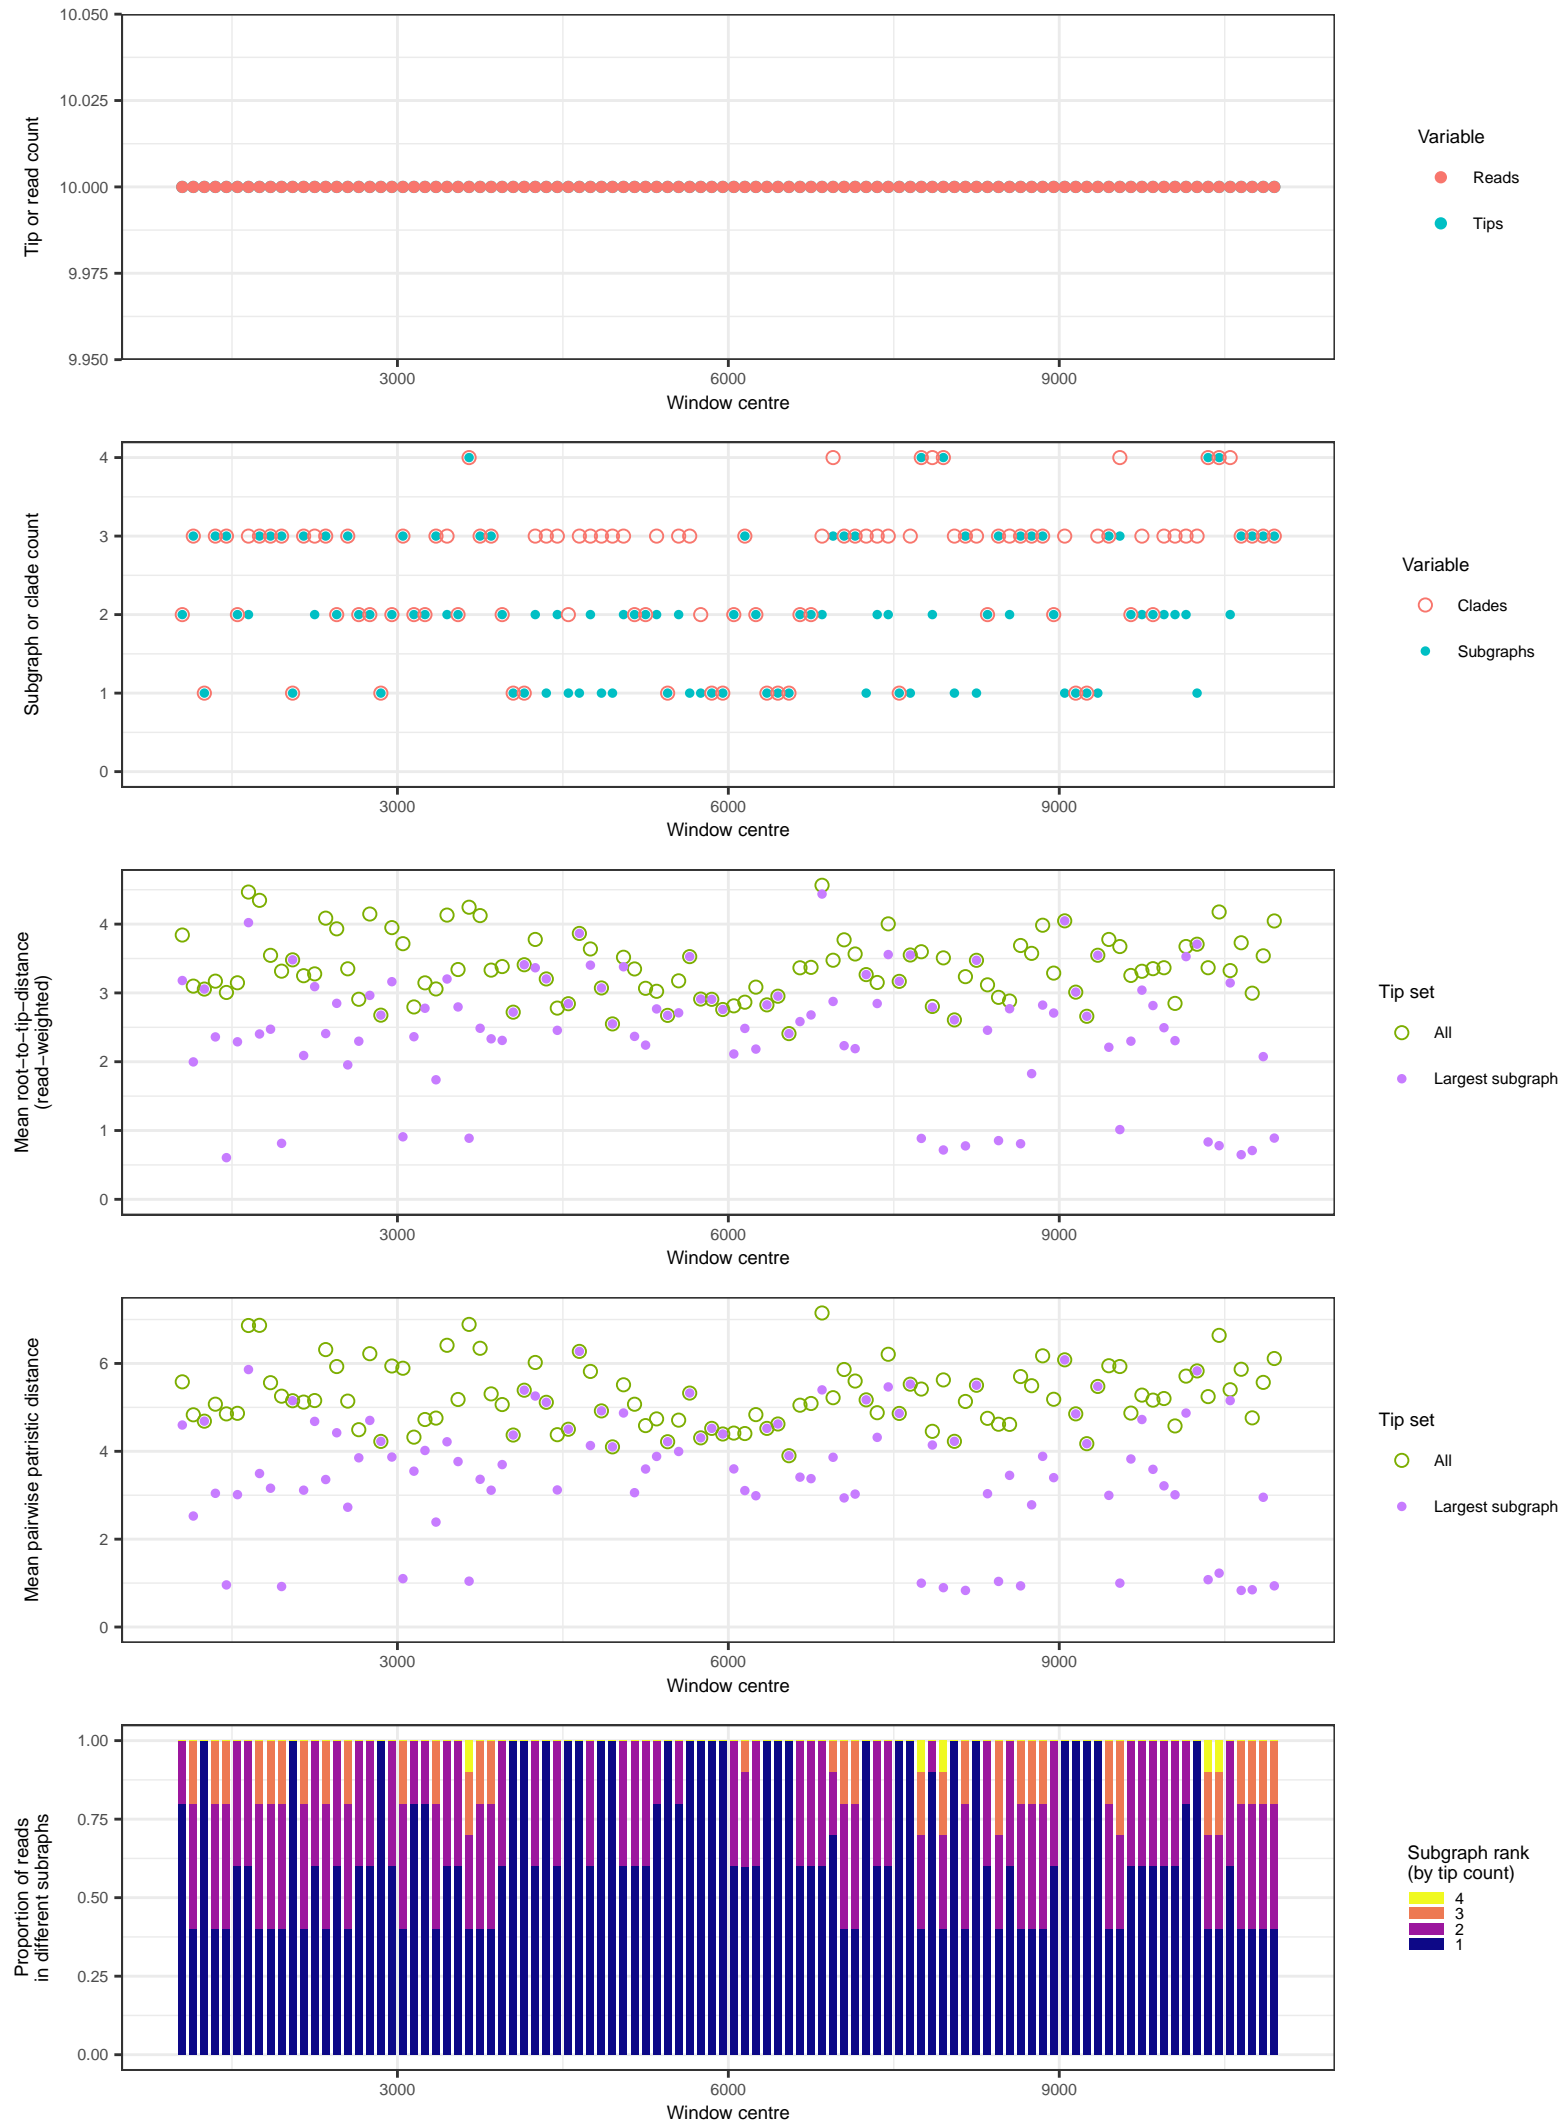 10.050
10.025
10.000
9.975
9.950
Tip or read count
3000 6000 9000
Window centre
Variable
Reads
Tips
4
3
2
1
0
Subgraph or clade count
3000 6000 9000
Window centre
Variable
Clades
Subgraphs
4
3
2
1
0
Mean root−to−tip−distance
(read−weighted)
3000 6000 9000
Window centre
Tip set
All
Largest subgraph
6
4
2
0
Mean pairwise patristic distance
3000 6000 9000
Window centre
Tip set
All
Largest subgraph
1.00
0.75
0.50
0.25
0.00
Proportion of reads
in different subraphs
3000 6000 9000
Window centre
Subgraph rank
(by tip count)
4
3
2
1